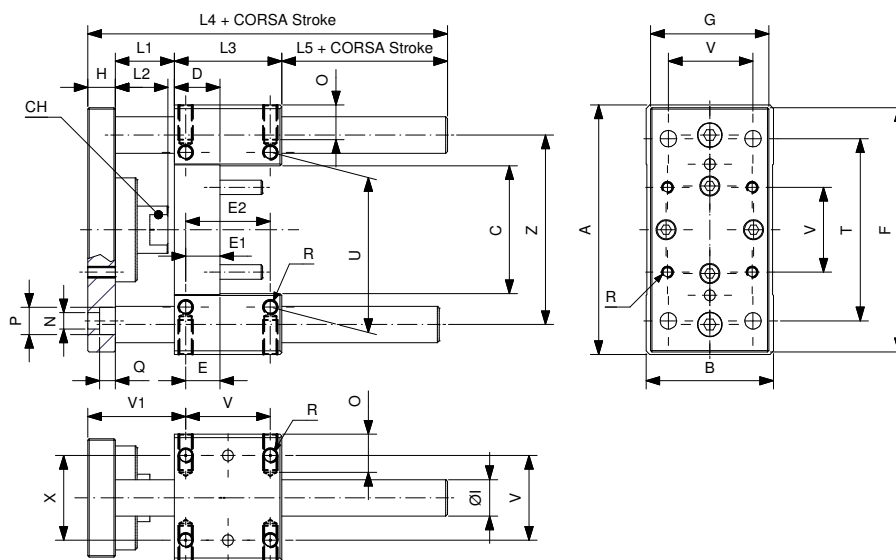 L4 + CORSA Stroke
L1
L3
L5 + CORSA Stroke
H
L2
D
O
CH
E2
E1
R
U
C
Z
P
N
Q
E
V1
V
R
O
X
ØI
V
G
V
A
V
T
F
R
B